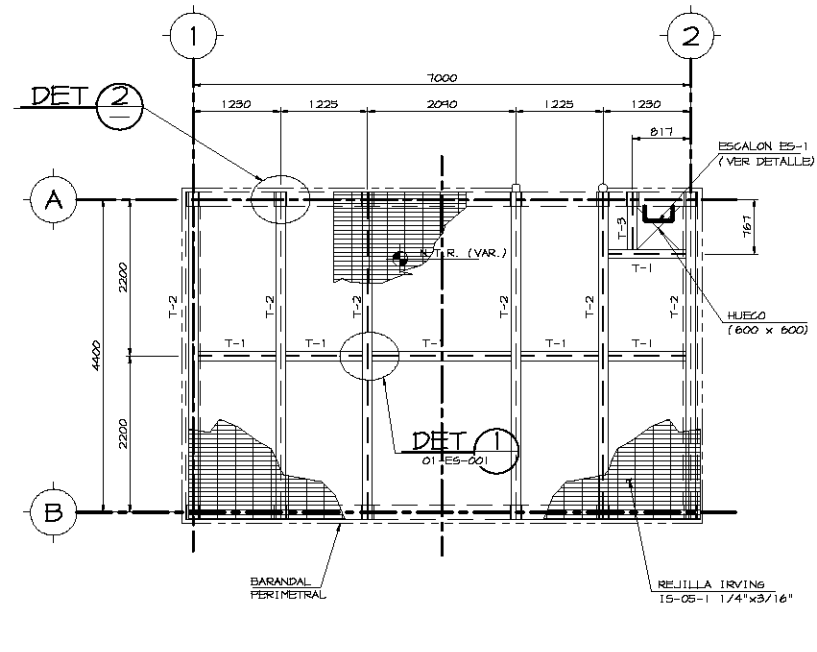 1
2
7000
DET 2
1230
1225
2090
1225
1230
817
ESCALON ES-1
(VER DETALLE)
A
T-3
767
N.T.R. (VAR.)
T-1
2200
T-2
T-2
T-2
T-2
T-2
T-2
HUECO
(600 x 600)
4400
T-1
T-1
T-1
T-1
T-1
2200
DET 1
01-ES-001
B
BARANDAL
PERIMETRAL
REJILLA IRVING
IS-05-1 1/4"x3/16"